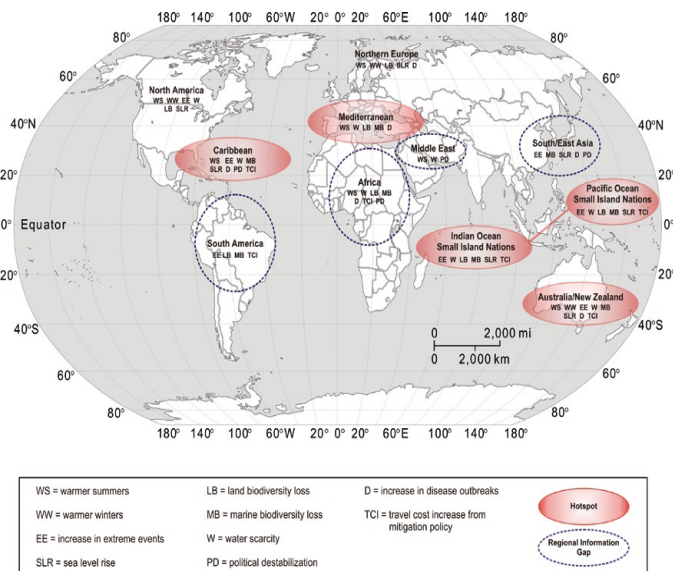 180° 140° 100° 60°W 20° 0° 20° 60°E 100° 140° 180°
80° 80°
60° 60°
40°N 40°N
20° 20°
0° Equator 0°
20° 20°
40°S 40°S
60° 60°
80° 80°
Northern Europe
WS WW LB SLR D
North America
WS WW EE W
LB SLR
Mediterranean
WS W LB MB D
South/East Asia
EE MB SLR D PD
Middle East
WS W PD
Caribbean
WS EE W MB
SLR D PD TCI
Africa
WS W LB MB
D TCI PD
Pacific Ocean
Small Island Nations
EE W LB MB SLR TCI
South America
EE LB MB TCI
Indian Ocean
Small Island Nations
EE W LB MB SLR TCI
Australia/New Zealand
WS WW EE W MB
SLR D TCI
0 2,000 mi
0 2,000 km
180° 140° 100° 60°W 20° 0° 20° 60°E 100° 140° 180°
WS = warmer summers
WW = warmer winters
EE = increase in extreme events
SLR = sea level rise
LB = land biodiversity loss
MB = marine biodiversity loss
W = water scarcity
PD = political destabilization
D = increase in disease outbreaks
TCI = travel cost increase from
mitigation policy
Hotspot
Regional Information
Gap